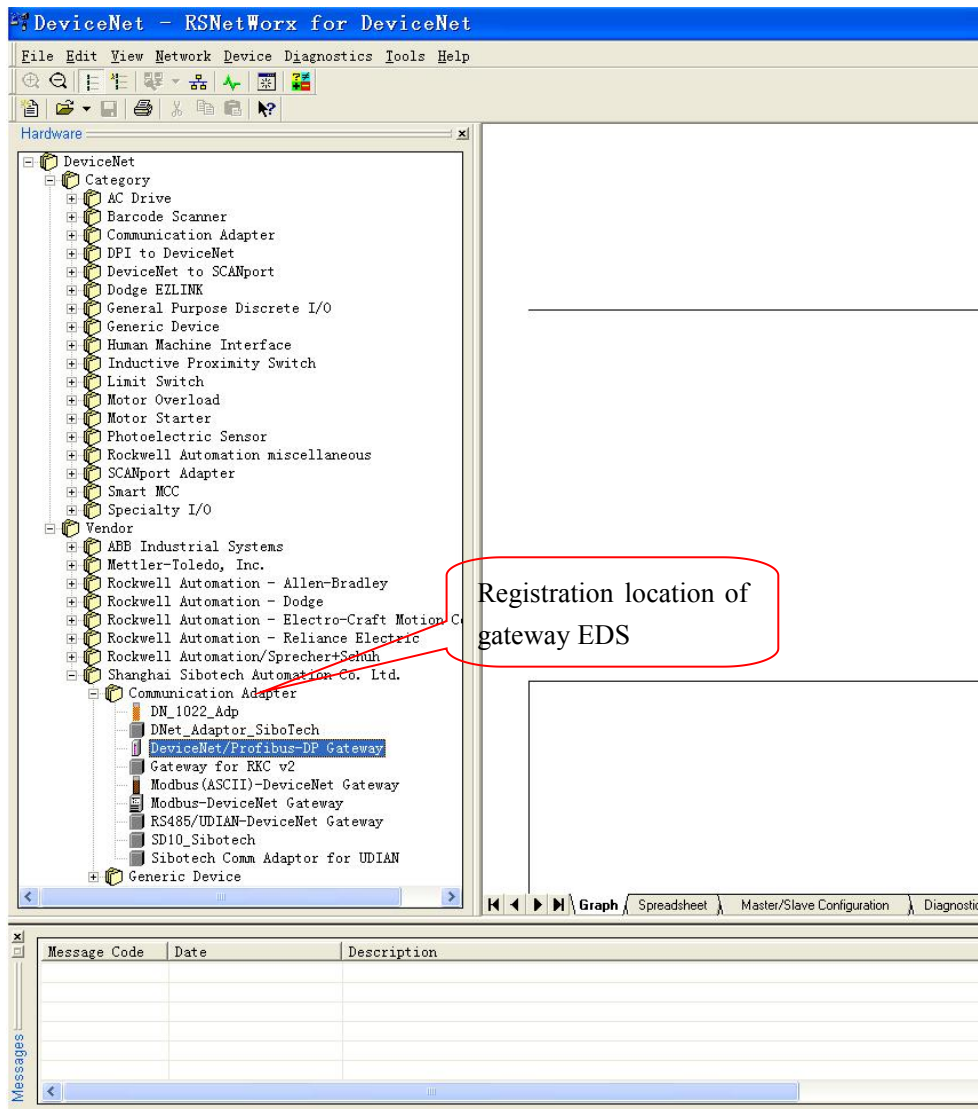 DeviceNet - RSNetWorx for DeviceNet
File Edit View Network Device Diagnostics Tools Help
Hardware
DeviceNet
Category
AC Drive
Barcode Scanner
Communication Adapter
DPI to DeviceNet
DeviceNet to SCANport
Dodge EZLINK
General Purpose Discrete I/O
Generic Device
Human Machine Interface
Inductive Proximity Switch
Limit Switch
Motor Overload
Motor Starter
Photoelectric Sensor
Rockwell Automation miscellaneous
SCANport Adapter
Smart MCC
Specialty I/O
Vendor
ABB Industrial Systems
Mettler-Toledo, Inc.
Rockwell Automation - Allen-Bradley
Rockwell Automation - Dodge
Rockwell Automation - Electro-Craft Motion C
Rockwell Automation - Reliance Electric
Rockwell Automation/Sprecher+Schuh
Shanghai Sibotech Automation Co. Ltd.
Communication Adapter
DN_1022_Adp
DNet_Adaptor_SiboTech
DeviceNet/Profibus-DP Gateway
Gateway for RKC v2
Modbus(ASCII)-DeviceNet Gateway
Modbus-DeviceNet Gateway
RS485/UDIAN-DeviceNet Gateway
SD10_Sibotech
Sibotech Comm Adaptor for UDIAN
Generic Device
Registration location of
gateway EDS
Graph Spreadsheet Master/Slave Configuration Diagnostic
Message Code Date Description
Messages